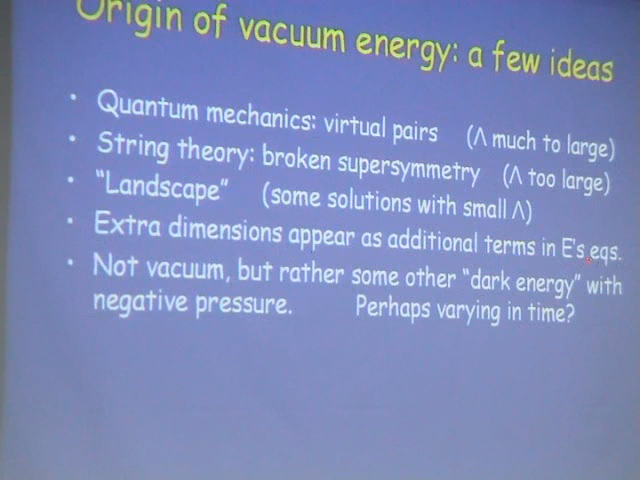 Origin of vacuum energy: a few ideas
• Quantum mechanics: virtual pairs (Λ much to large)
• String theory: broken supersymmetry (Λ too large)
• "Landscape" (some solutions with small Λ)
• Extra dimensions appear as additional terms in E's eqs.
• Not vacuum, but rather some other "dark energy" with
negative pressure. Perhaps varying in time?